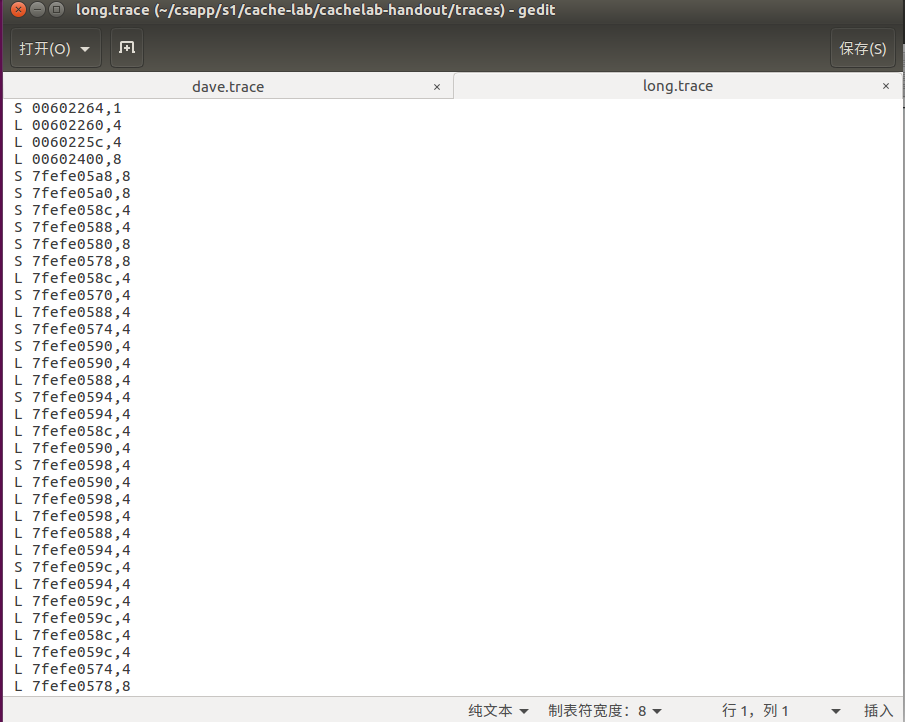 long.trace (~/csapp/s1/cache-lab/cachelab-handout/traces) - gedit
打开(O) 保存(S)
dave.trace × long.trace ×
S 00602264,1
L 00602260,4
L 0060225c,4
L 00602400,8
S 7fefe05a8,8
S 7fefe05a0,8
S 7fefe058c,4
S 7fefe0588,4
S 7fefe0580,8
S 7fefe0578,8
L 7fefe058c,4
S 7fefe0570,4
L 7fefe0588,4
S 7fefe0574,4
S 7fefe0590,4
L 7fefe0590,4
L 7fefe0588,4
S 7fefe0594,4
L 7fefe0594,4
L 7fefe058c,4
L 7fefe0590,4
S 7fefe0598,4
L 7fefe0590,4
L 7fefe0598,4
L 7fefe0598,4
L 7fefe0588,4
L 7fefe0594,4
S 7fefe059c,4
L 7fefe0594,4
L 7fefe059c,4
L 7fefe059c,4
L 7fefe058c,4
L 7fefe059c,4
L 7fefe0574,4
L 7fefe0578,8
纯文本 制表符宽度: 8 行 1, 列 1 插入